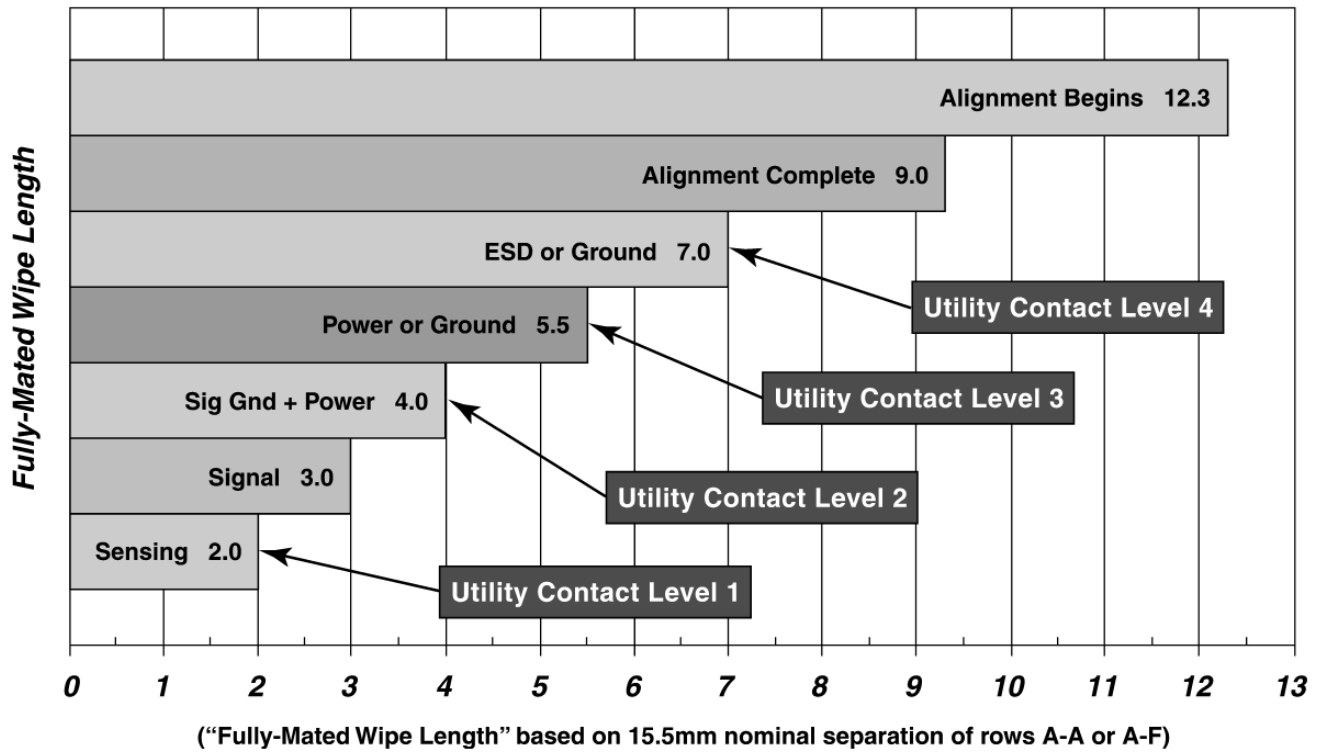 Fully-Mated Wipe Length
Alignment Begins 12.3
Alignment Complete 9.0
ESD or Ground 7.0
Utility Contact Level 4
Power or Ground 5.5
Utility Contact Level 3
Sig Gnd + Power 4.0
Utility Contact Level 2
Signal 3.0
Sensing 2.0
Utility Contact Level 1
0 1 2 3 4 5 6 7 8 9 10 11 12 13
(“Fully-Mated Wipe Length” based on 15.5mm nominal separation of rows A-A or A-F)